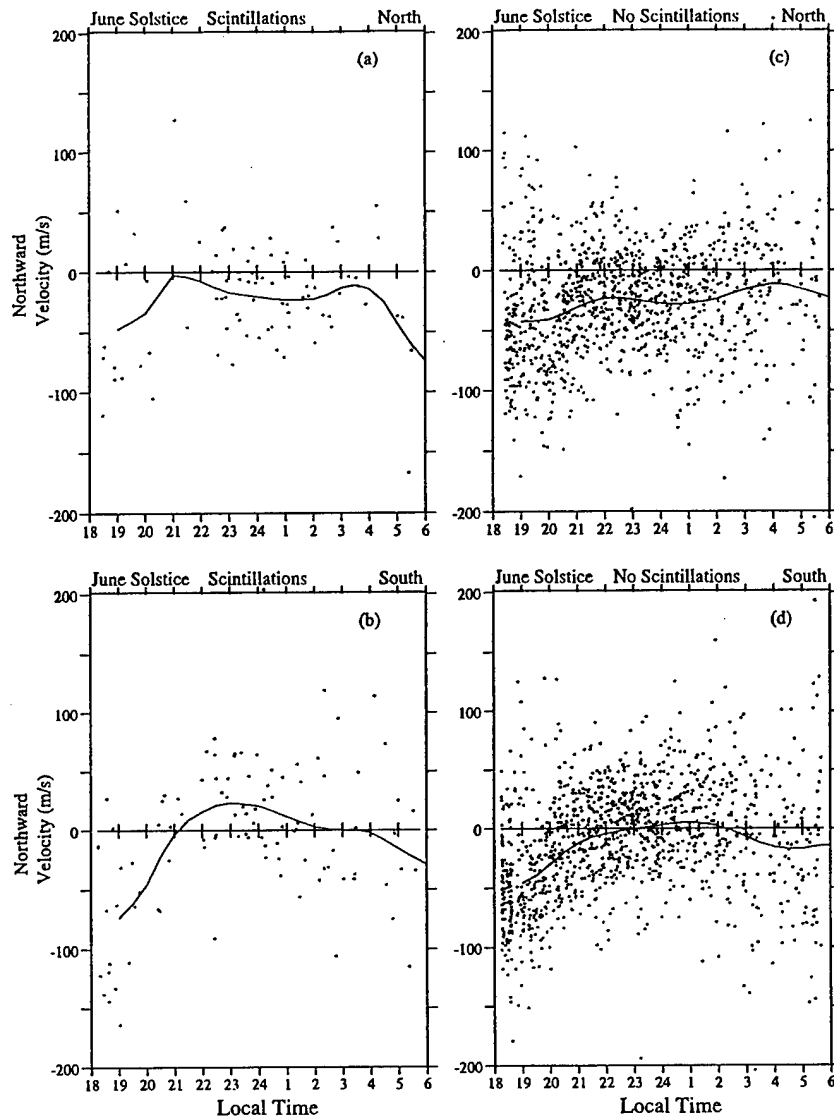 June Solstice Scintillations North
200
(a)
100
0
-100
-200
18 19 20 21 22 23 24 1 2 3 4 5 6
Northward
Velocity (m/s)
June Solstice No Scintillations North
200
(c)
100
0
-100
-200
18 19 20 21 22 23 24 1 2 3 4 5 6
June Solstice Scintillations South
200
(b)
100
0
-100
-200
18 19 20 21 22 23 24 1 2 3 4 5 6
Northward
Velocity (m/s)
Local Time
June Solstice No Scintillations South
200
(d)
100
0
-100
-200
18 19 20 21 22 23 24 1 2 3 4 5 6
Local Time